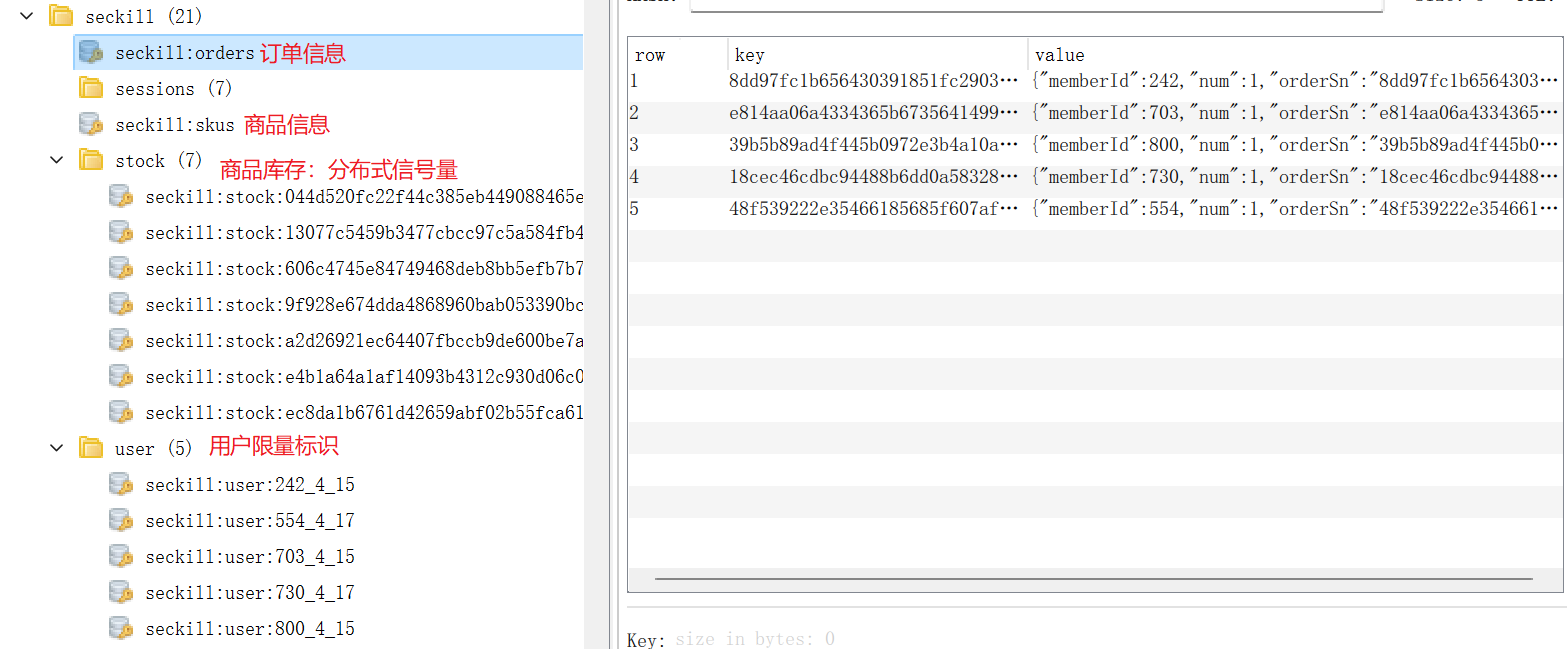 seckill (21)
seckill:orders 订单信息
sessions (7)
seckill:skus 商品信息
stock (7) 商品库存：分布式信号量
seckill:stock:044d520fc22f44c385eb449088465e
seckill:stock:13077c5459b3477cbcc97c5a584fb4
seckill:stock:606c4745e84749468deb8bb5efb7b7
seckill:stock:9f928e674dda4868960bab053390bc
seckill:stock:a2d26921ec64407fbccb9de600be7a
seckill:stock:e4b1a64a1af14093b4312c930d06c0
seckill:stock:ec8da1b6761d42659abf02b55fca61
user (5) 用户限量标识
seckill:user:242_4_15
seckill:user:554_4_17
seckill:user:703_4_15
seckill:user:730_4_17
seckill:user:800_4_15
row key value
1 8dd97fc1b656430391851fc2903··· {"memberId":242,"num":1,"orderSn":"8dd97fc1b6564303···
2 e814aa06a4334365b6735641499··· {"memberId":703,"num":1,"orderSn":"e814aa06a4334365···
3 39b5b89ad4f445b0972e3b4a10a··· {"memberId":800,"num":1,"orderSn":"39b5b89ad4f445b0···
4 18cec46cdbc94488b6dd0a58328··· {"memberId":730,"num":1,"orderSn":"18cec46cdbc94488···
5 48f539222e35466185685f607af··· {"memberId":554,"num":1,"orderSn":"48f539222e354661···
Key: size in bytes: 0